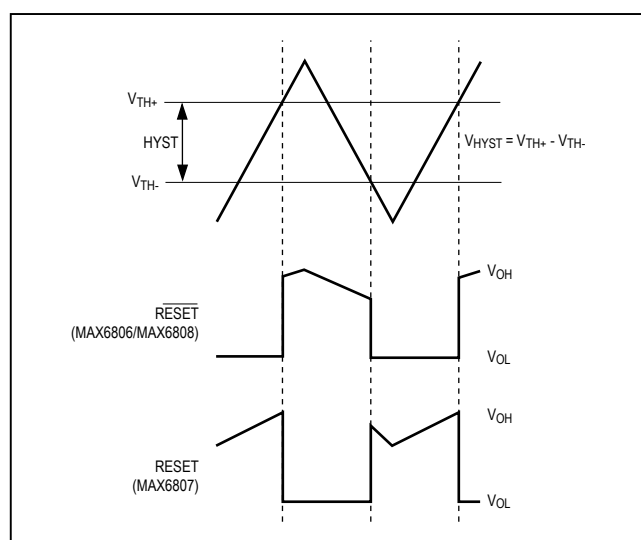 VTH+
HYST
VHYST = VTH+ - VTH-
VTH-
VOH
RESET
(MAX6806/MAX6808)
VOL
VOH
RESET
(MAX6807)
VOL